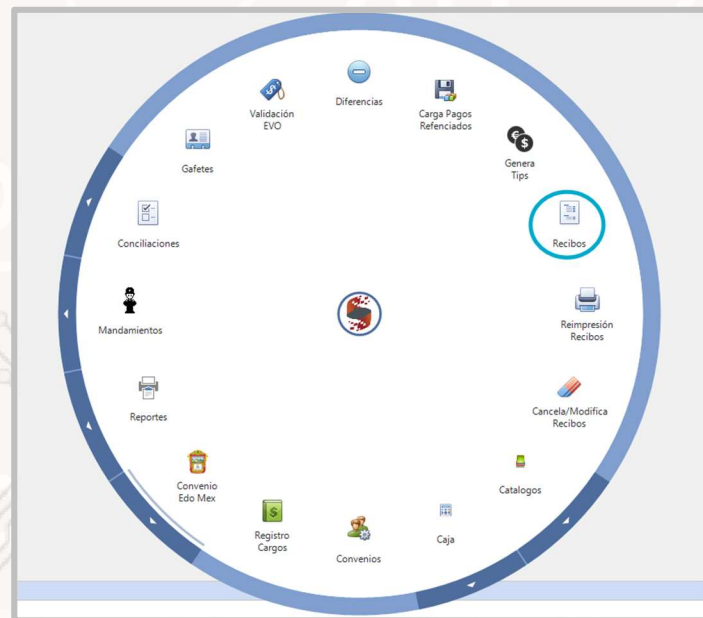 Diferencias
Carga Pagos
Refenciados
Genera
Tips
Recibos
Reimpresión
Recibos
Cancela/Modifica
Recibos
Catalogos
Caja
Convenios
Registro
Cargos
Convenio
Edo Mex
Reportes
Mandamientos
Conciliaciones
Gafetes
Validación
EVO